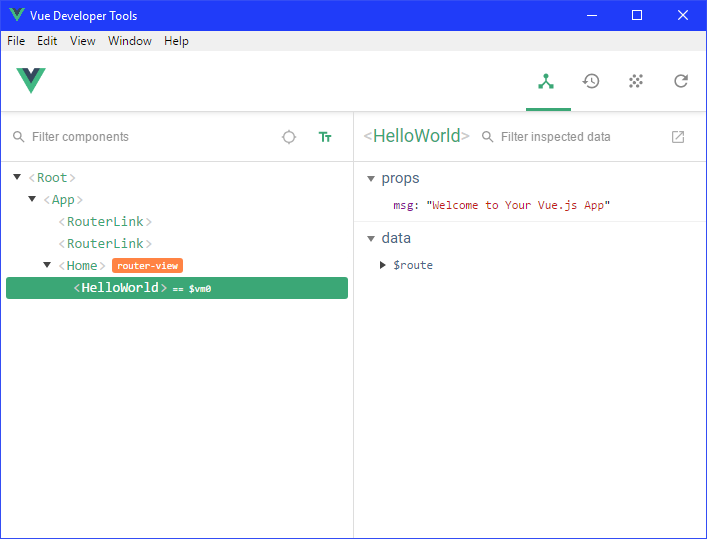 Vue Developer Tools
File Edit View Window Help
Filter components
Tт
<HelloWorld>
Filter inspected data
<Root>
<App>
<RouterLink>
<RouterLink>
<Home> router-view
<HelloWorld> == $vm0
props
msg: "Welcome to Your Vue.js App"
data
$route